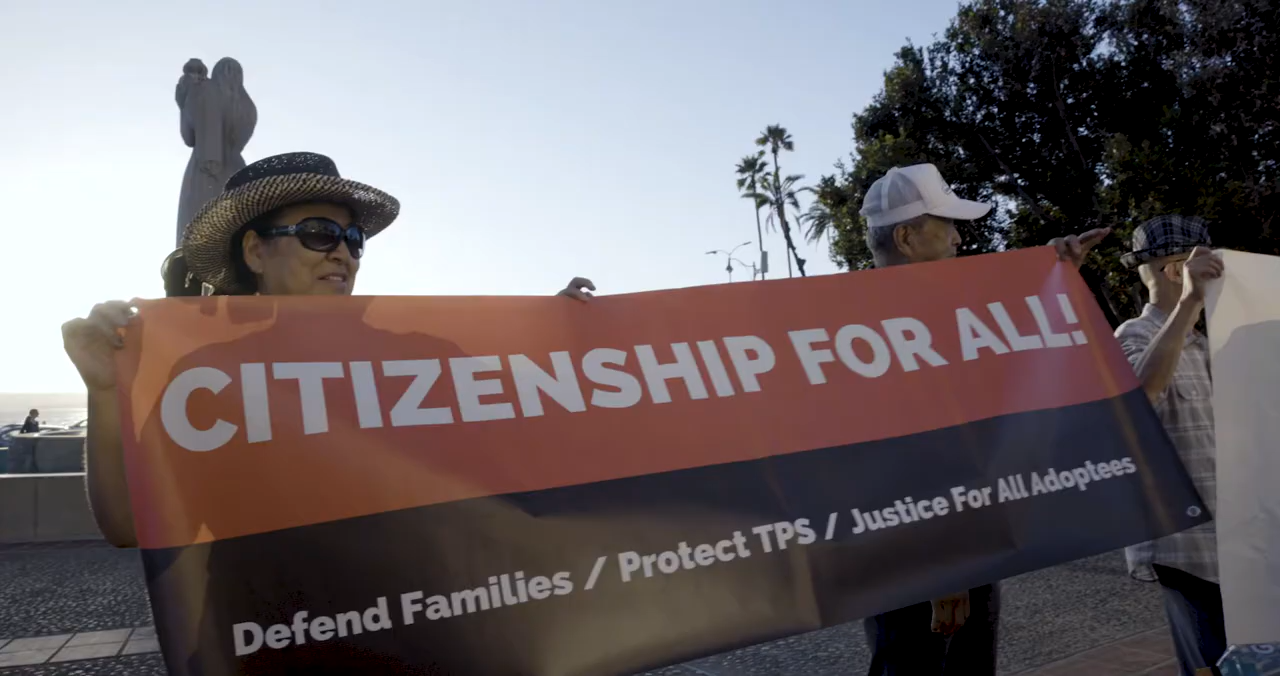 CITIZENSHIP FOR ALL!
Defend Families / Protect TPS / Justice For All Adoptees